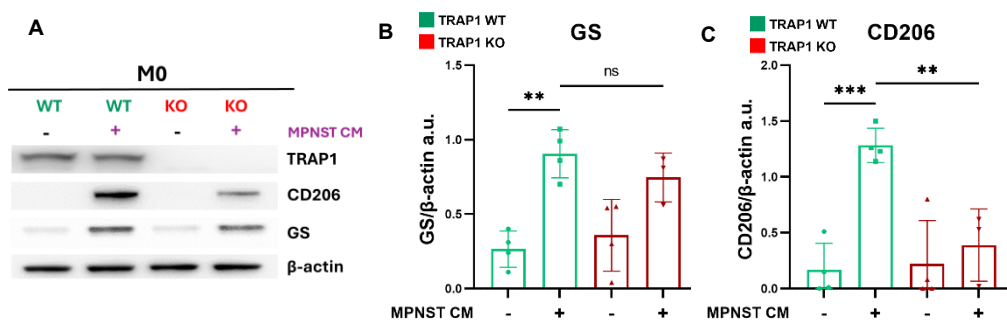 A
M0
WT WT KO KO
- + - + MPNST CM
TRAP1
CD206
GS
β-actin
B
TRAP1 WT
TRAP1 KO
GS
GS/β-actin a.u.
1.5
1.0
0.5
0.0
**
ns
MPNST CM - + - +
C
TRAP1 WT
TRAP1 KO
CD206
CD206/β-actin a.u.
2.0
1.5
1.0
0.5
0.0
***
**
MPNST CM - + - +